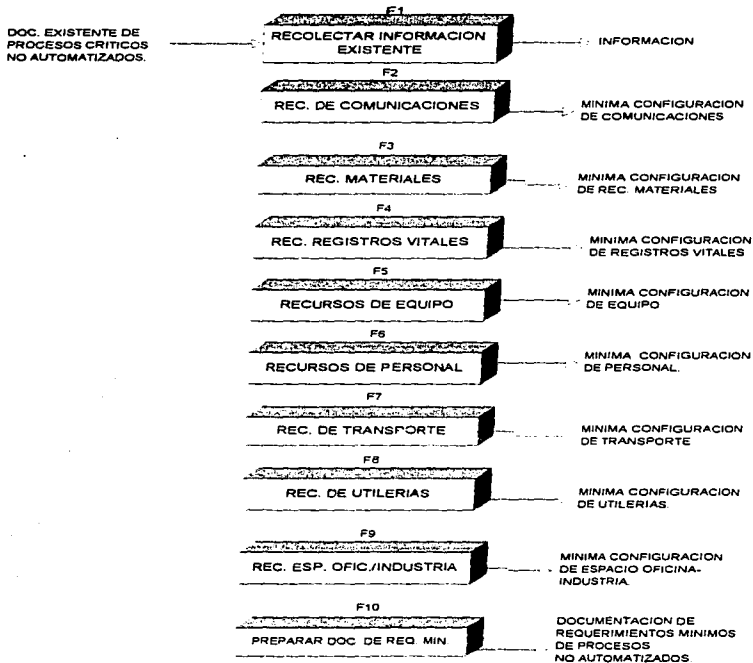 F1
DOC. EXISTENTE DE
PROCESOS CRITICOS
NO AUTOMATIZADOS.
RECOLECTAR INFORMACION
EXISTENTE
INFORMACION
F2
REC. DE COMUNICACIONES
MINIMA CONFIGURACION
DE COMUNICACIONES
F3
REC. MATERIALES
MINIMA CONFIGURACION
DE REC. MATERIALES
F4
REC. REGISTROS VITALES
MINIMA CONFIGURACION
DE REGISTROS VITALES
F5
RECURSOS DE EQUIPO
MINIMA CONFIGURACION
DE EQUIPO
F6
RECURSOS DE PERSONAL
MINIMA CONFIGURACION
DE PERSONAL.
F7
REC. DE TRANSPORTE
MINIMA CONFIGURACION
DE TRANSPORTE
F8
REC. DE UTILERIAS
MINIMA CONFIGURACION
DE UTILERIAS.
F9
REC. ESP. OFIC./INDUSTRIA
MINIMA CONFIGURACION
DE ESPACIO OFICINA-
INDUSTRIA.
F10
PREPARAR DOC. DE REQ. MIN.
DOCUMENTACION DE
REQUERIMIENTOS MINIMOS
DE PROCESOS
NO AUTOMATIZADOS.